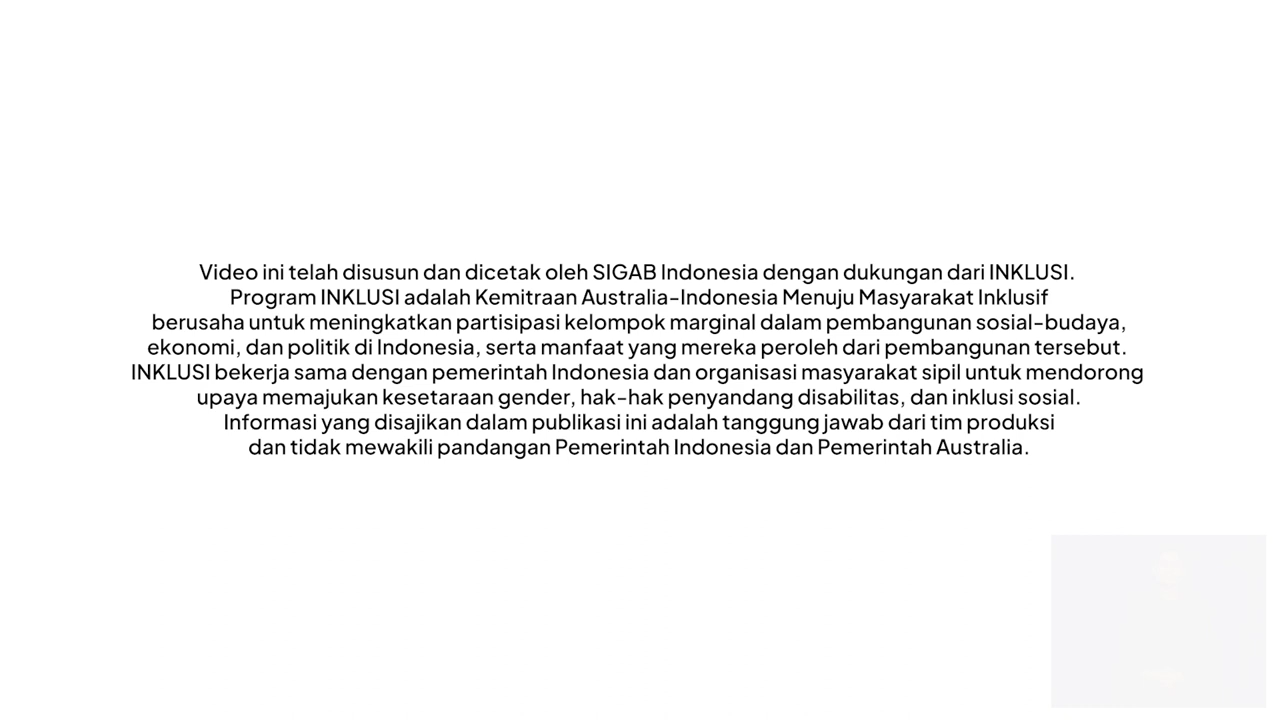 Video ini telah disusun dan dicetak oleh SIGAB Indonesia dengan dukungan dari INKLUSI.
Program INKLUSI adalah Kemitraan Australia-Indonesia Menuju Masyarakat Inklusif
berusaha untuk meningkatkan partisipasi kelompok marginal dalam pembangunan sosial-budaya,
ekonomi, dan politik di Indonesia, serta manfaat yang mereka peroleh dari pembangunan tersebut.
INKLUSI bekerja sama dengan pemerintah Indonesia dan organisasi masyarakat sipil untuk mendorong
upaya memajukan kesetaraan gender, hak-hak penyandang disabilitas, dan inklusi sosial.
Informasi yang disajikan dalam publikasi ini adalah tanggung jawab dari tim produksi
dan tidak mewakili pandangan Pemerintah Indonesia dan Pemerintah Australia.